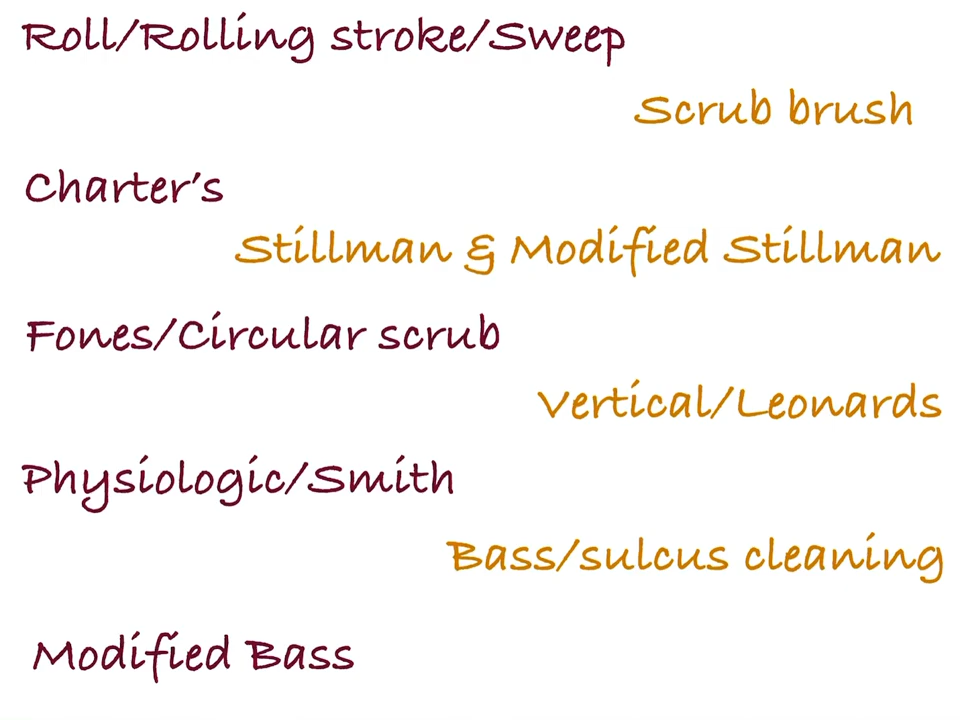 Roll/Rolling stroke/Sweep
Scrub brush
Charter's
Stillman & Modified Stillman
Fones/Circular scrub
Vertical/Leonards
Physiologic/Smith
Bass/sulcus cleaning
Modified Bass